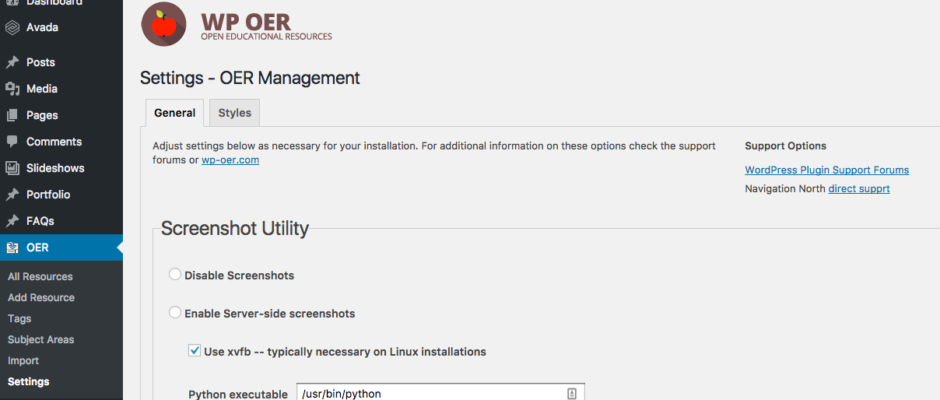 Dashboard
Avada
Posts
Media
Pages
Comments
Slideshows
Portfolio
FAQs
OER
All Resources
Add Resource
Tags
Subject Areas
Import
Settings
WP OER
OPEN EDUCATIONAL RESOURCES
Settings - OER Management
General
Styles
Adjust settings below as necessary for your installation. For additional information on these options check the support
forums or wp-oer.com
Support Options
WordPress Plugin Support Forums
Navigation North direct supprt
Screenshot Utility
Disable Screenshots
Enable Server-side screenshots
Use xvfb -- typically necessary on Linux installations
Python executable
/usr/bin/python